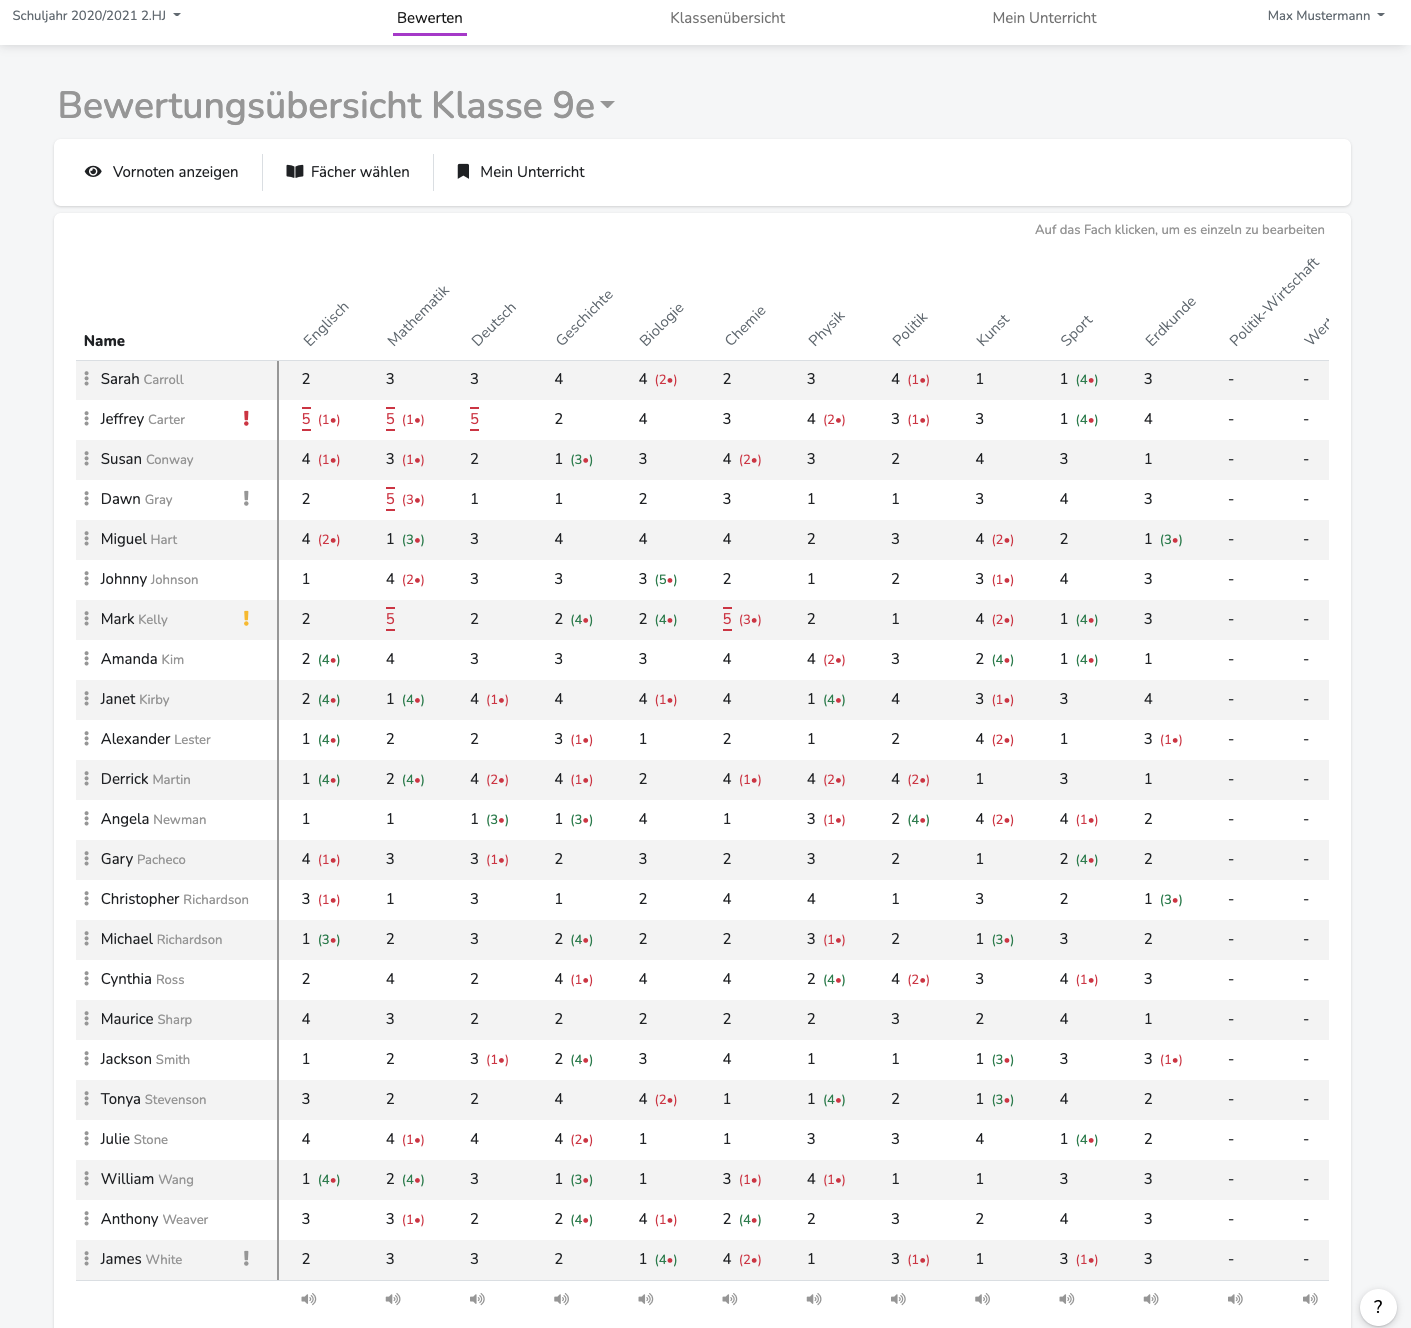 Schuljahr 2020/2021 2.HJ Bewerten Klassenübersicht Mein Unterricht Max Mustermann
Bewertungsübersicht Klasse 9e
Vornoten anzeigen Fächer wählen Mein Unterricht
Auf das Fach klicken, um es einzeln zu bearbeiten
Name Englisch Mathematik Deutsch Geschichte Biologie Chemie Physik Politik Kunst Sport Erdkunde Politik-Wirtschaft Wer
Sarah Carroll 2 3 3 4 4 (2•) 2 3 4 (1•) 1 1 (4•) 3 - -
Jeffrey Carter ! 5 (1•) 5 (1•) 5 2 4 3 4 (2•) 3 (1•) 3 1 (4•) 4 - -
Susan Conway 4 (1•) 3 (1•) 2 1 (3•) 3 4 (2•) 3 2 4 3 1 - -
Dawn Gray ! 2 5 (3•) 1 1 2 3 1 1 3 4 3 - -
Miguel Hart 4 (2•) 1 (3•) 3 4 4 4 2 3 4 (2•) 2 1 (3•) - -
Johnny Johnson 1 4 (2•) 3 3 3 (5•) 2 1 2 3 (1•) 4 3 - -
Mark Kelly ! 2 5 2 2 (4•) 2 (4•) 5 (3•) 2 1 4 (2•) 1 (4•) 3 - -
Amanda Kim 2 (4•) 4 3 3 3 4 4 (2•) 3 2 (4•) 1 (4•) 1 - -
Janet Kirby 2 (4•) 1 (4•) 4 (1•) 4 4 (1•) 4 1 (4•) 4 3 (1•) 3 4 - -
Alexander Lester 1 (4•) 2 2 3 (1•) 1 2 1 2 4 (2•) 1 3 (1•) - -
Derrick Martin 1 (4•) 2 (4•) 4 (2•) 4 (1•) 2 4 (1•) 4 (2•) 4 (2•) 1 3 1 - -
Angela Newman 1 1 1 (3•) 1 (3•) 4 1 3 (1•) 2 (4•) 4 (2•) 4 (1•) 2 - -
Gary Pacheco 4 (1•) 3 3 (1•) 2 3 2 3 2 1 2 (4•) 2 - -
Christopher Richardson 3 (1•) 1 3 1 2 4 4 1 3 2 1 (3•) - -
Michael Richardson 1 (3•) 2 3 2 (4•) 2 2 3 (1•) 2 1 (3•) 3 2 - -
Cynthia Ross 2 4 2 4 (1•) 4 4 2 (4•) 4 (2•) 3 4 (1•) 3 - -
Maurice Sharp 4 3 2 2 2 2 2 3 2 4 1 - -
Jackson Smith 1 2 3 (1•) 2 (4•) 3 4 1 1 1 (3•) 3 3 (1•) - -
Tonya Stevenson 3 2 2 4 4 (2•) 1 1 (4•) 2 1 (3•) 4 2 - -
Julie Stone 4 4 (1•) 4 4 (2•) 1 1 3 3 4 1 (4•) 2 - -
William Wang 1 (4•) 2 (4•) 3 1 (3•) 1 3 (1•) 4 (1•) 1 1 3 3 - -
Anthony Weaver 3 3 (1•) 2 2 (4•) 4 (1•) 2 (4•) 2 3 2 4 3 - -
James White ! 2 3 3 2 1 (4•) 4 (2•) 1 3 (1•) 1 3 (1•) 3 - -
?